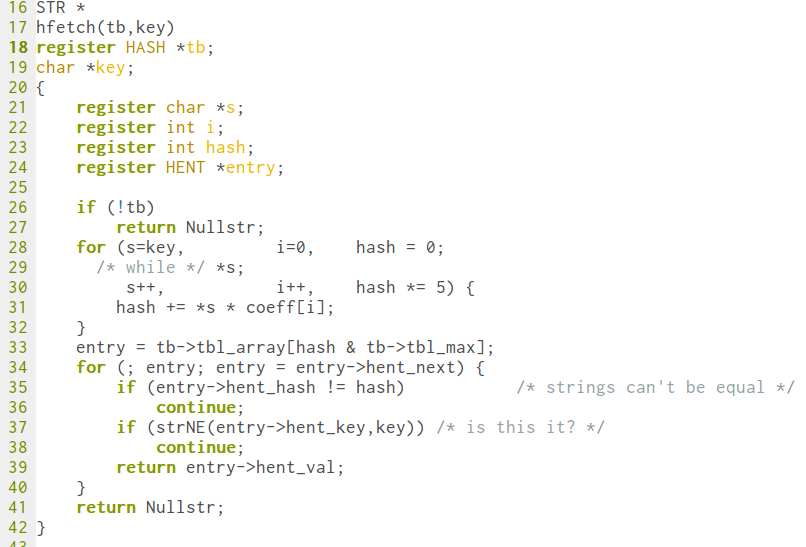 16 STR *
17 hfetch(tb,key)
18 register HASH *tb;
19 char *key;
20 {
21     register char *s;
22     register int i;
23     register int hash;
24     register HENT *entry;
25
26     if (!tb)
27         return Nullstr;
28     for (s=key,         i=0,    hash = 0;
29       /* while */ *s;
30          s++,           i++,    hash *= 5) {
31         hash += *s * coeff[i];
32     }
33     entry = tb->tbl_array[hash & tb->tbl_max];
34     for (; entry; entry = entry->hent_next) {
35         if (entry->hent_hash != hash)           /* strings can't be equal */
36             continue;
37         if (strNE(entry->hent_key,key)) /* is this it? */
38             continue;
39         return entry->hent_val;
40     }
41     return Nullstr;
42 }
43